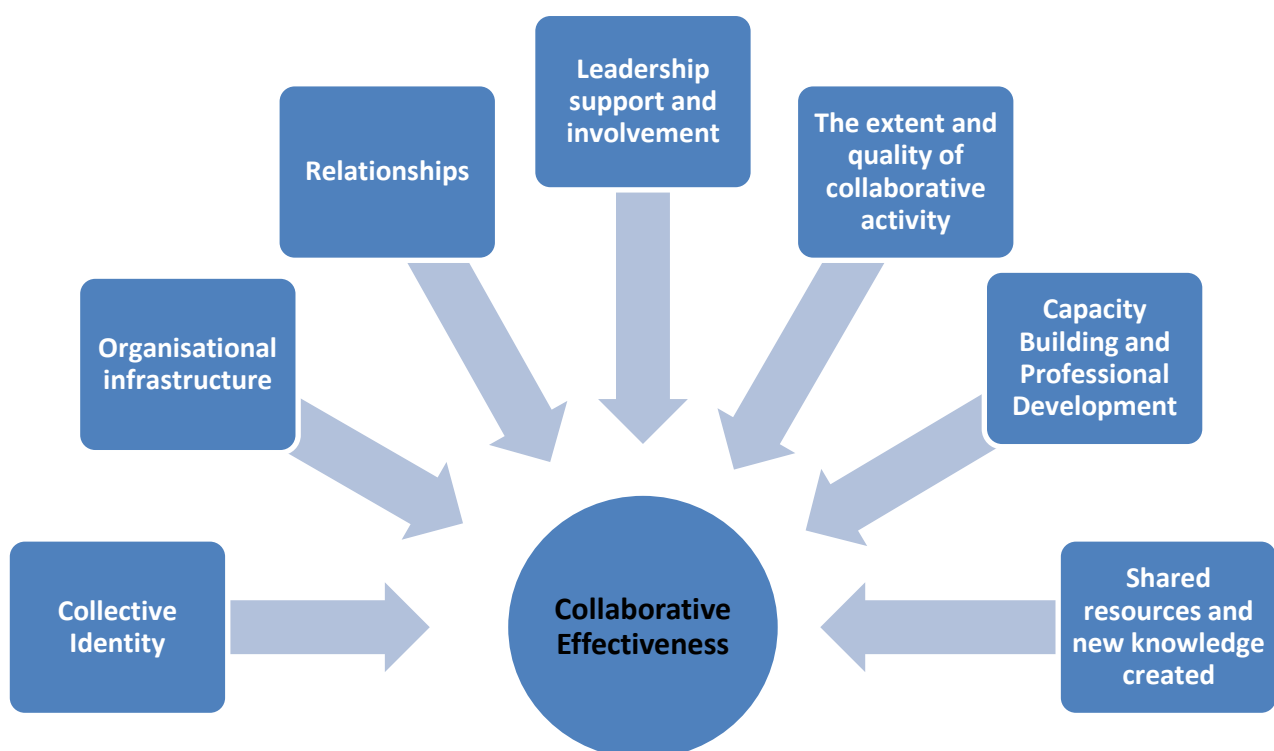 Leadership
support and
involvement
The extent and
quality of
collaborative
activity
Relationships
Capacity
Building and
Professional
Development
Organisational
infrastructure
Collective
Identity
Collaborative
Effectiveness
Shared
resources and
new knowledge
created